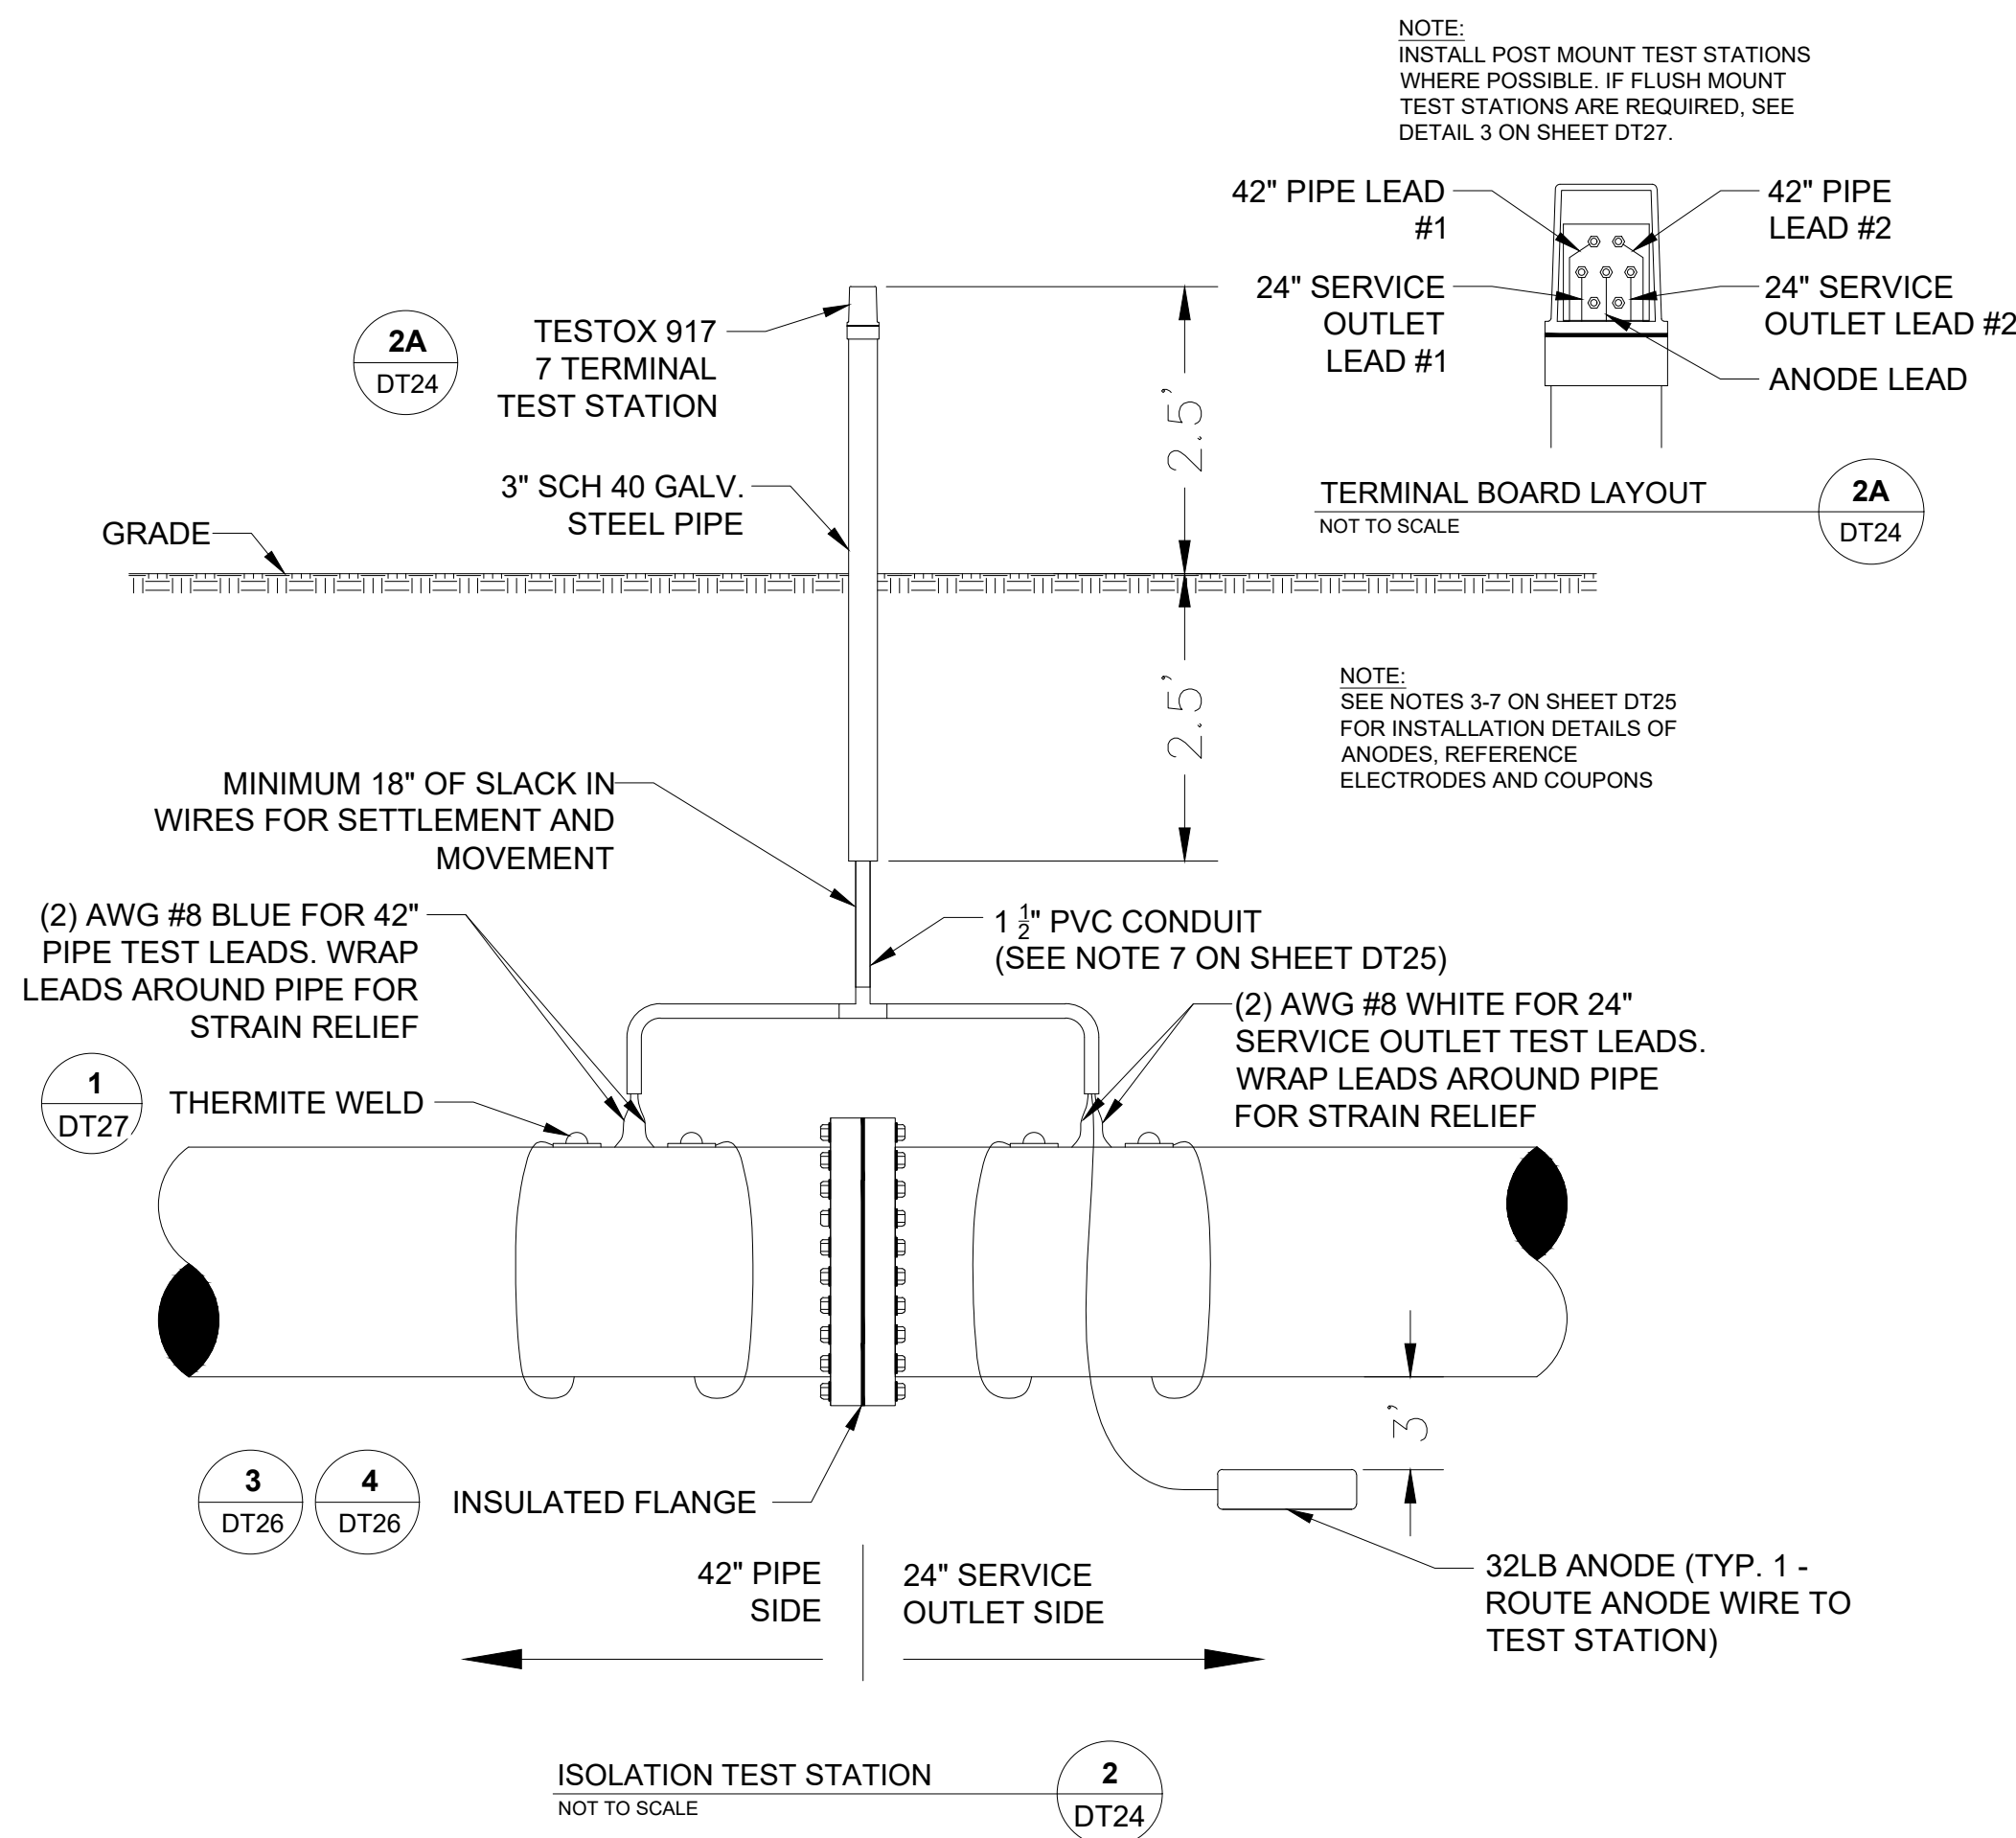 NOTE:
INSTALL POST MOUNT TEST STATIONS
WHERE POSSIBLE. IF FLUSH MOUNT
TEST STATIONS ARE REQUIRED, SEE
DETAIL 3 ON SHEET DT27.
42" PIPE LEAD
#1
42" PIPE
LEAD #2
24" SERVICE
OUTLET
LEAD #1
24" SERVICE
OUTLET LEAD #2
ANODE LEAD
TERMINAL BOARD LAYOUT
NOT TO SCALE
2A
DT24
2A
DT24
TESTOX 917
7 TERMINAL
TEST STATION
2.5'
3" SCH 40 GALV.
STEEL PIPE
GRADE
2.5'
NOTE:
SEE NOTES 3-7 ON SHEET DT25
FOR INSTALLATION DETAILS OF
ANODES, REFERENCE
ELECTRODES AND COUPONS
MINIMUM 18" OF SLACK IN
WIRES FOR SETTLEMENT AND
MOVEMENT
(2) AWG #8 BLUE FOR 42"
PIPE TEST LEADS. WRAP
LEADS AROUND PIPE FOR
STRAIN RELIEF
1 1/2" PVC CONDUIT
(SEE NOTE 7 ON SHEET DT25)
(2) AWG #8 WHITE FOR 24"
SERVICE OUTLET TEST LEADS.
WRAP LEADS AROUND PIPE
FOR STRAIN RELIEF
1
DT27
THERMITE WELD
3'
3
DT26
4
DT26
INSULATED FLANGE
42" PIPE
SIDE
24" SERVICE
OUTLET SIDE
32LB ANODE (TYP. 1 -
ROUTE ANODE WIRE TO
TEST STATION)
ISOLATION TEST STATION
NOT TO SCALE
2
DT24